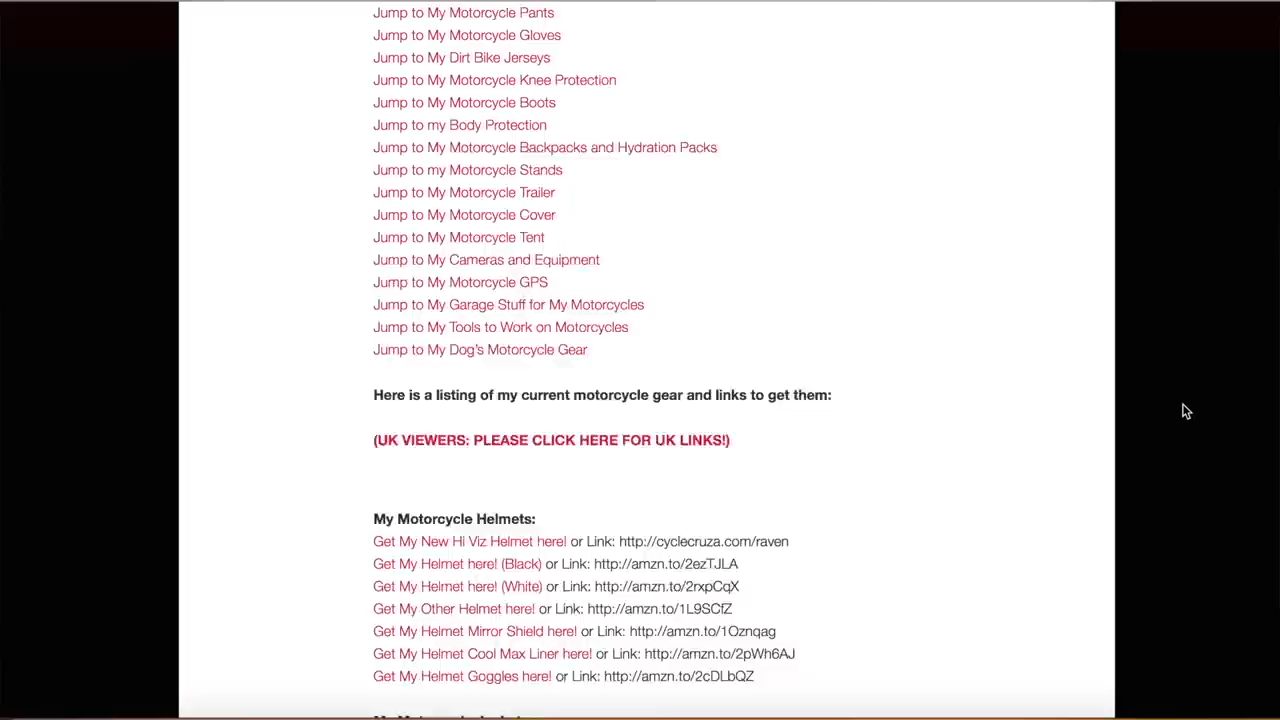 Jump to My Motorcycle Pants
Jump to My Motorcycle Gloves
Jump to My Dirt Bike Jerseys
Jump to My Motorcycle Knee Protection
Jump to My Motorcycle Boots
Jump to my Body Protection
Jump to My Motorcycle Backpacks and Hydration Packs
Jump to my Motorcycle Stands
Jump to My Motorcycle Trailer
Jump to My Motorcycle Cover
Jump to My Motorcycle Tent
Jump to My Cameras and Equipment
Jump to My Motorcycle GPS
Jump to My Garage Stuff for My Motorcycles
Jump to My Tools to Work on Motorcycles
Jump to My Dog's Motorcycle Gear
Here is a listing of my current motorcycle gear and links to get them:
(UK VIEWERS: PLEASE CLICK HERE FOR UK LINKS!)
My Motorcycle Helmets:
Get My New Hi Viz Helmet here! or Link: http://cyclecruza.com/raven
Get My Helmet here! (Black) or Link: http://amzn.to/2ezTJLA
Get My Helmet here! (White) or Link: http://amzn.to/2rxpCqX
Get My Other Helmet here! or Link: http://amzn.to/1L9SCfZ
Get My Helmet Mirror Shield here! or Link: http://amzn.to/1Oznqag
Get My Helmet Cool Max Liner here! or Link: http://amzn.to/2pWh6AJ
Get My Helmet Goggles here! or Link: http://amzn.to/2cDLbQZ